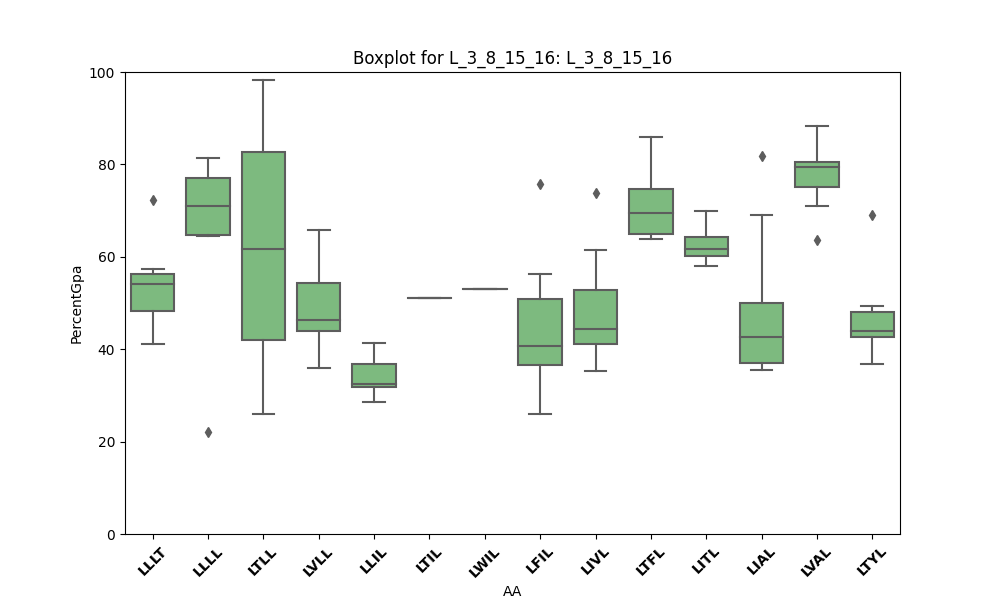 Boxplot for L_3_8_15_16: L_3_8_15_16
100
80
60
40
20
0
PercentGpa
LLLT LLLL LTLL LVLL LLIL LTIL LWIL LFIL LIVL LTFL LITL LIAL LVAL LTYL
AA